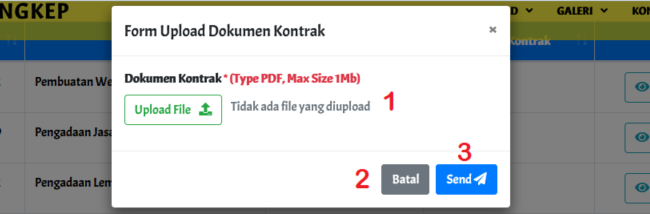 NGKEP
GALERI
Kontrak
Form Upload Dokumen Kontrak
×
Dokumen Kontrak * (Type PDF, Max Size 1Mb)
Upload File
Tidak ada file yang diupload
1
2
Batal
3
Send
Pembuatan We
Pengadaan Jasa
Pengadaan Lem